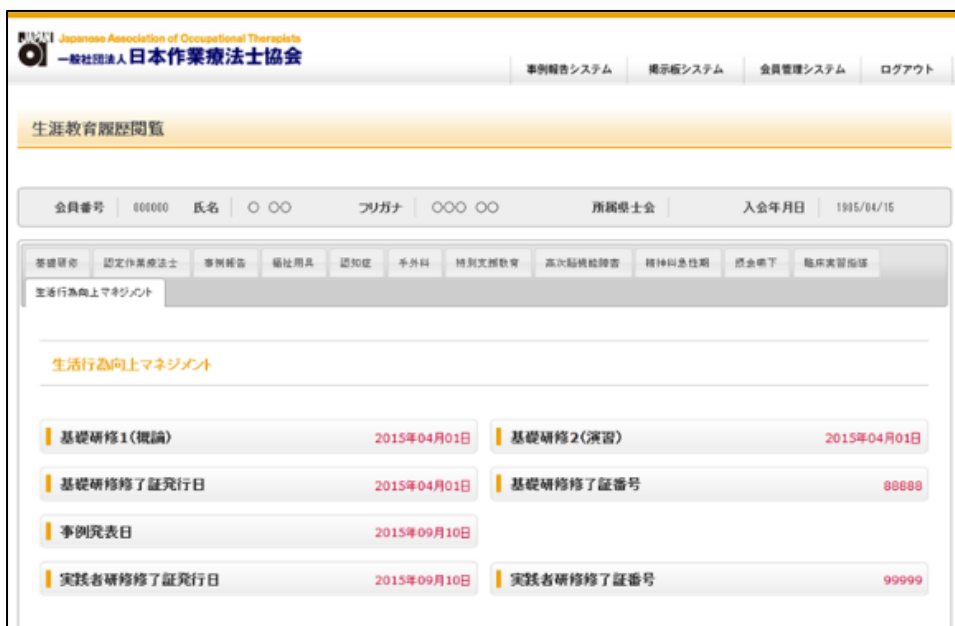 JAPAN
OT
Japanese Association of Occupational Therapists
一般社団法人日本作業療法士協会
事例報告システム 掲示板システム 会員管理システム ログアウト
生涯教育履歴閲覧
会員番号 000000 氏名 ○ ○○ フリガナ ○○○ ○○ 所属県士会 入会年月日 1985/04/15
基礎研修 認定作業療法士 事例報告 福祉用具 認知症 手外科 特別支援教育 高次脳機能障害 精神科急性期 摂食嚥下 臨床実習指導
生活行為向上マネジメント
生活行為向上マネジメント
基礎研修1(概論) 2015年04月01日 基礎研修2(演習) 2015年04月01日
基礎研修修了証発行日 2015年04月01日 基礎研修修了証番号 88888
事例発表日 2015年09月10日
実践者研修修了証発行日 2015年09月10日 実践者研修修了証番号 99999